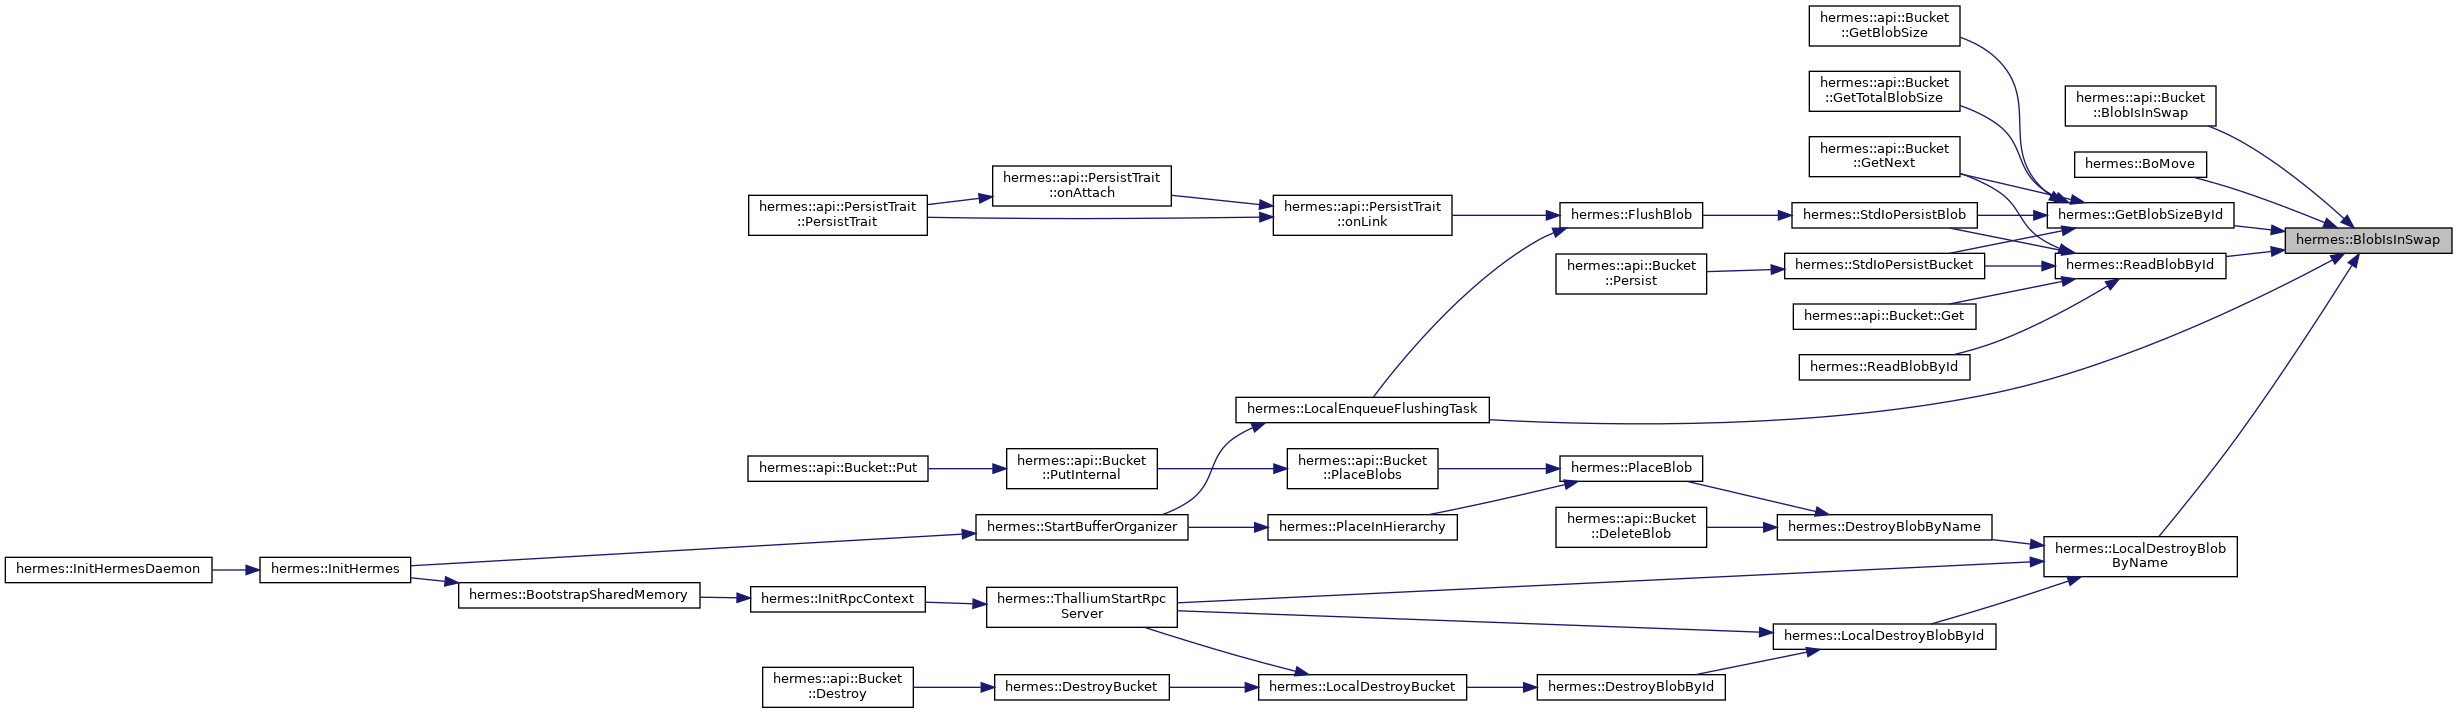 hermes::api::Bucket
::GetBlobSize
hermes::api::Bucket
::GetTotalBlobSize
hermes::api::Bucket
::BlobIsInSwap
hermes::api::Bucket
::GetNext
hermes::BoMove
hermes::api::PersistTrait
::onAttach
hermes::api::PersistTrait
::PersistTrait
hermes::api::PersistTrait
::onLink
hermes::FlushBlob
hermes::StdIoPersistBlob
hermes::GetBlobSizeById
hermes::BlobIsInSwap
hermes::api::Bucket
::Persist
hermes::StdIoPersistBucket
hermes::ReadBlobById
hermes::api::Bucket::Get
hermes::ReadBlobById
hermes::LocalEnqueueFlushingTask
hermes::api::Bucket::Put
hermes::api::Bucket
::PutInternal
hermes::api::Bucket
::PlaceBlobs
hermes::PlaceBlob
hermes::StartBufferOrganizer
hermes::PlaceInHierarchy
hermes::api::Bucket
::DeleteBlob
hermes::DestroyBlobByName
hermes::LocalDestroyBlob
ByName
hermes::InitHermesDaemon
hermes::InitHermes
hermes::BootstrapSharedMemory
hermes::InitRpcContext
hermes::ThalliumStartRpc
Server
hermes::LocalDestroyBlobById
hermes::api::Bucket
::Destroy
hermes::DestroyBucket
hermes::LocalDestroyBucket
hermes::DestroyBlobById